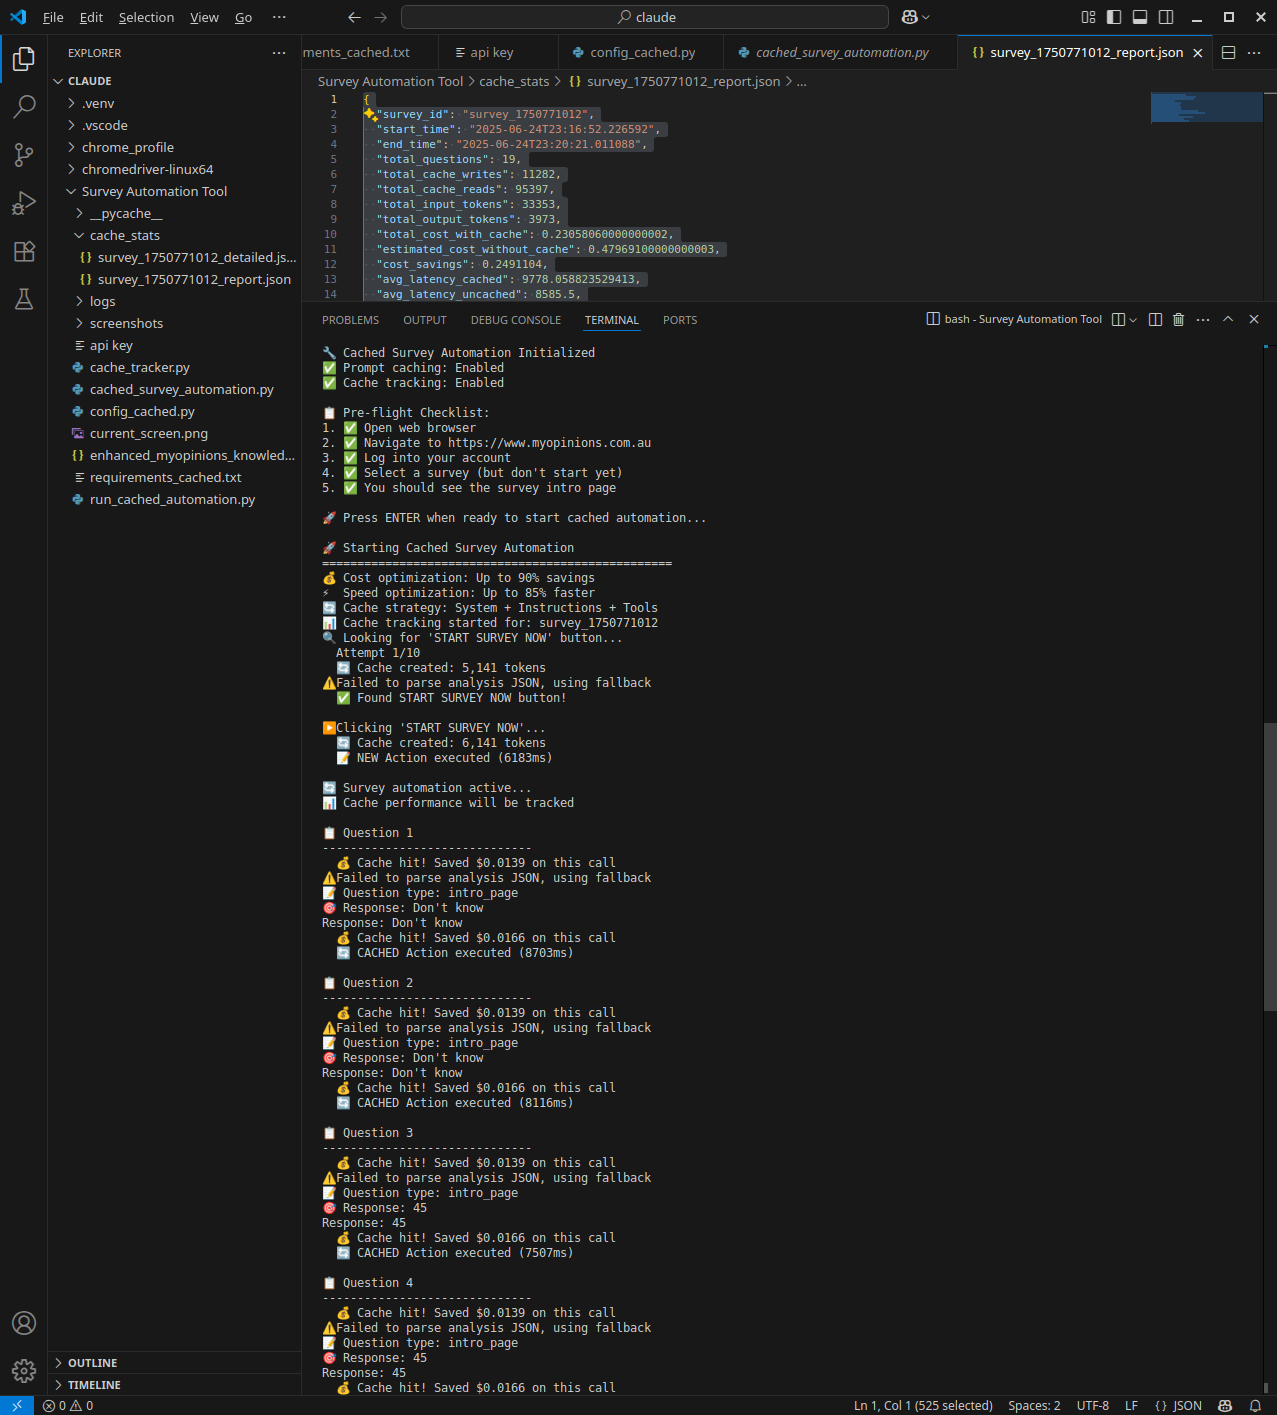 File Edit Selection View Go ···
claude
EXPLORER ···
CLAUDE
.venv
.vscode
chrome_profile
chromedriver-linux64
Survey Automation Tool
__pycache__
cache_stats
{} survey_1750771012_detailed.js...
{} survey_1750771012_report.json
logs
screenshots
api key
cache_tracker.py
cached_survey_automation.py
config_cached.py
current_screen.png
{} enhanced_myopinions_knowled...
requirements_cached.txt
run_cached_automation.py
OUTLINE
TIMELINE
ments_cached.txt api key config_cached.py cached_survey_automation.py {} survey_1750771012_report.json
Survey Automation Tool > cache_stats > {} survey_1750771012_report.json > ...
1 {
2 "survey_id": "survey_1750771012",
3 "start_time": "2025-06-24T23:16:52.226592",
4 "end_time": "2025-06-24T23:20:21.011088",
5 "total_questions": 19,
6 "total_cache_writes": 11282,
7 "total_cache_reads": 95397,
8 "total_input_tokens": 33353,
9 "total_output_tokens": 3973,
10 "total_cost_with_cache": 0.23058060000000002,
11 "estimated_cost_without_cache": 0.47969100000000003,
12 "cost_savings": 0.2491104,
13 "avg_latency_cached": 9778.058823529413,
14 "avg_latency_uncached": 8585.5,
PROBLEMS OUTPUT DEBUG CONSOLE TERMINAL PORTS
bash - Survey Automation Tool
🔧 Cached Survey Automation Initialized
✅ Prompt caching: Enabled
✅ Cache tracking: Enabled
📋 Pre-flight Checklist:
1. ✅ Open web browser
2. ✅ Navigate to https://www.myopinions.com.au
3. ✅ Log into your account
4. ✅ Select a survey (but don't start yet)
5. ✅ You should see the survey intro page
🚀 Press ENTER when ready to start cached automation...
🚀 Starting Cached Survey Automation
==================================================
💰 Cost optimization: Up to 90% savings
⚡ Speed optimization: Up to 85% faster
🔄 Cache strategy: System + Instructions + Tools
📊 Cache tracking started for: survey_1750771012
🔍 Looking for 'START SURVEY NOW' button...
Attempt 1/10
🔄 Cache created: 5,141 tokens
⚠️Failed to parse analysis JSON, using fallback
✅ Found START SURVEY NOW button!
▶️Clicking 'START SURVEY NOW'...
🔄 Cache created: 6,141 tokens
📝 NEW Action executed (6183ms)
🔄 Survey automation active...
📊 Cache performance will be tracked
📋 Question 1
------------------------------
💰 Cache hit! Saved $0.0139 on this call
⚠️Failed to parse analysis JSON, using fallback
📝 Question type: intro_page
🎯 Response: Don't know
Response: Don't know
💰 Cache hit! Saved $0.0166 on this call
🔄 CACHED Action executed (8703ms)
📋 Question 2
------------------------------
💰 Cache hit! Saved $0.0139 on this call
⚠️Failed to parse analysis JSON, using fallback
📝 Question type: intro_page
🎯 Response: Don't know
Response: Don't know
💰 Cache hit! Saved $0.0166 on this call
🔄 CACHED Action executed (8116ms)
📋 Question 3
------------------------------
💰 Cache hit! Saved $0.0139 on this call
⚠️Failed to parse analysis JSON, using fallback
📝 Question type: intro_page
🎯 Response: 45
Response: 45
💰 Cache hit! Saved $0.0166 on this call
🔄 CACHED Action executed (7507ms)
📋 Question 4
------------------------------
💰 Cache hit! Saved $0.0139 on this call
⚠️Failed to parse analysis JSON, using fallback
📝 Question type: intro_page
🎯 Response: 45
Response: 45
💰 Cache hit! Saved $0.0166 on this call
0 0 Ln 1, Col 1 (525 selected) Spaces: 2 UTF-8 LF {} JSON